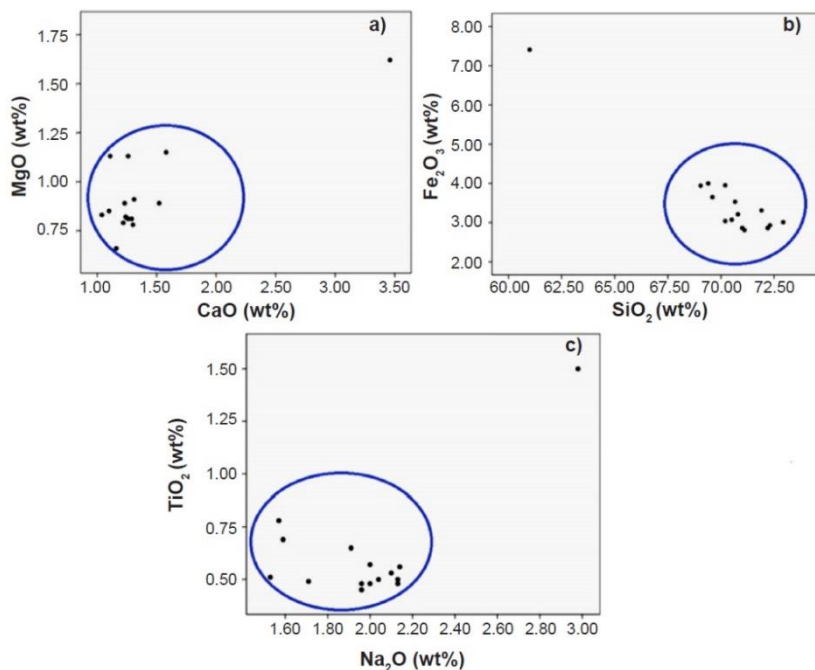 a)
MgO (wt%)
1.75
1.50
1.25
1.00
0.75
1.00 1.50 2.00 2.50 3.00 3.50
CaO (wt%)
b)
Fe₂O₃ (wt%)
8.00
7.00
6.00
5.00
4.00
3.00
2.00
60.00 62.50 65.00 67.50 70.00 72.50
SiO₂ (wt%)
c)
TiO₂ (wt%)
1.50
1.25
1.00
0.75
0.50
1.60 1.80 2.00 2.20 2.40 2.60 2.80 3.00
Na₂O (wt%)